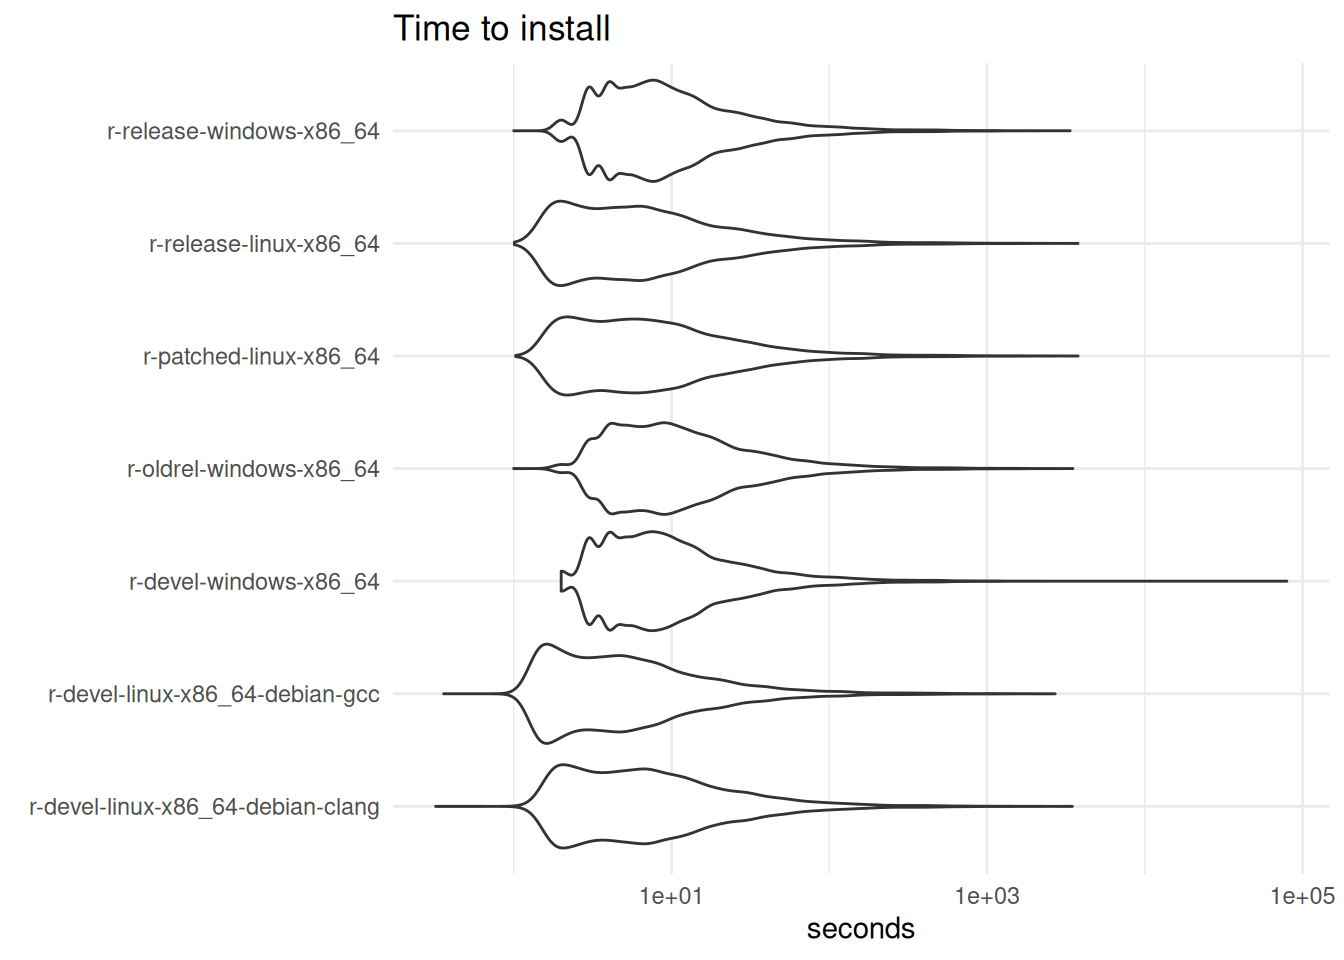 Time to install
r-release-windows-x86_64
r-release-linux-x86_64
r-patched-linux-x86_64
r-oldrel-windows-x86_64
r-devel-windows-x86_64
r-devel-linux-x86_64-debian-gcc
r-devel-linux-x86_64-debian-clang
1e+01 1e+03 1e+05
seconds